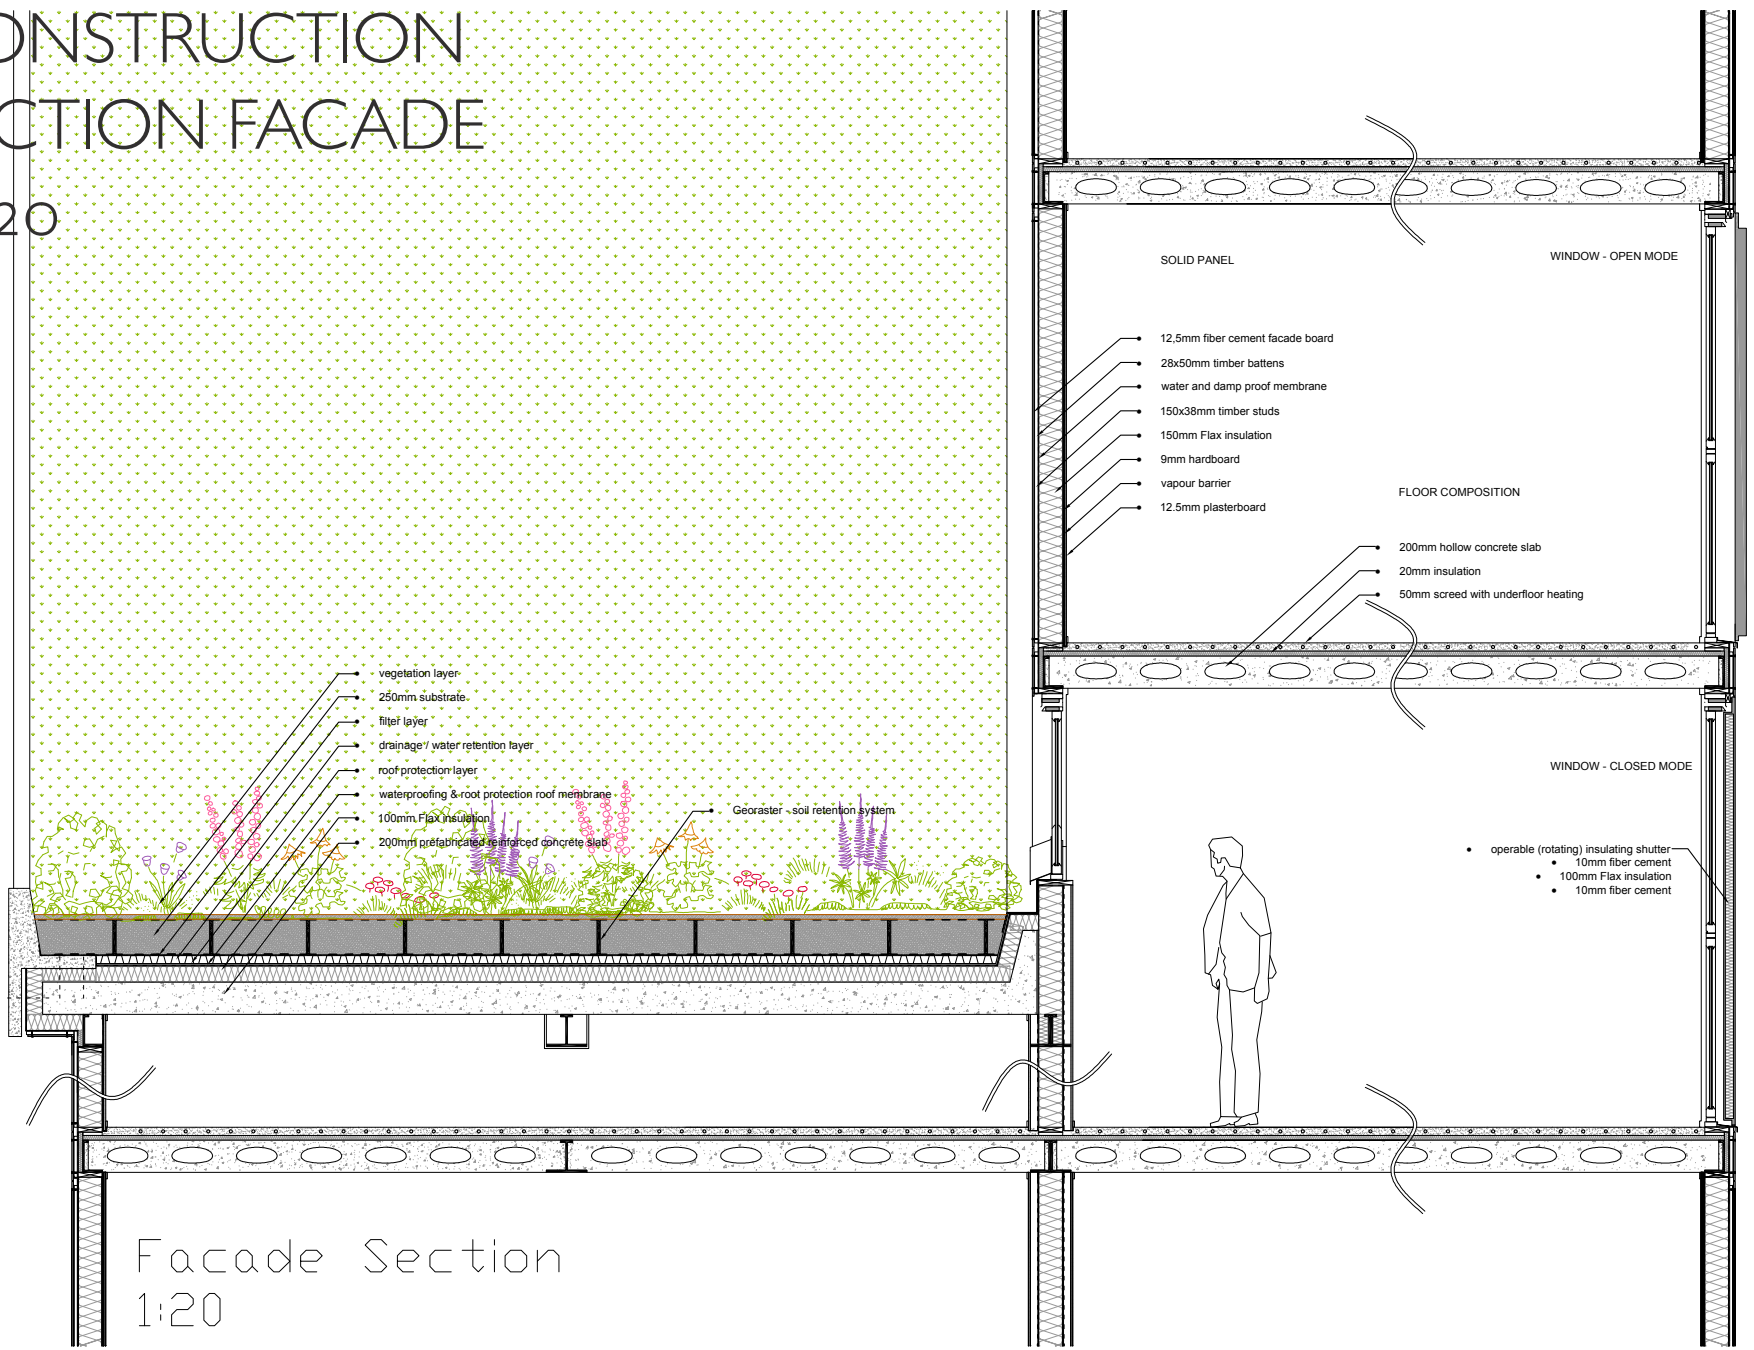 ONSTRUCTION
CTION FACADE
20
SOLID PANEL
12,5mm fiber cement facade board
28x50mm timber battens
water and damp proof membrane
150x38mm timber studs
150mm Flax insulation
9mm hardboard
vapour barrier
12.5mm plasterboard
WINDOW - OPEN MODE
FLOOR COMPOSITION
200mm hollow concrete slab
20mm insulation
50mm screed with underfloor heating
vegetation layer
250mm substrate
filter layer
drainage / water retention layer
roof protection layer
waterproofing & root protection roof membrane
100mm Flax insulation
200mm prefabricated reinforced concrete slab
Georaster - soil retention system
WINDOW - CLOSED MODE
operable (rotating) insulating shutter
10mm fiber cement
100mm Flax insulation
10mm fiber cement
Facade Section
1:20